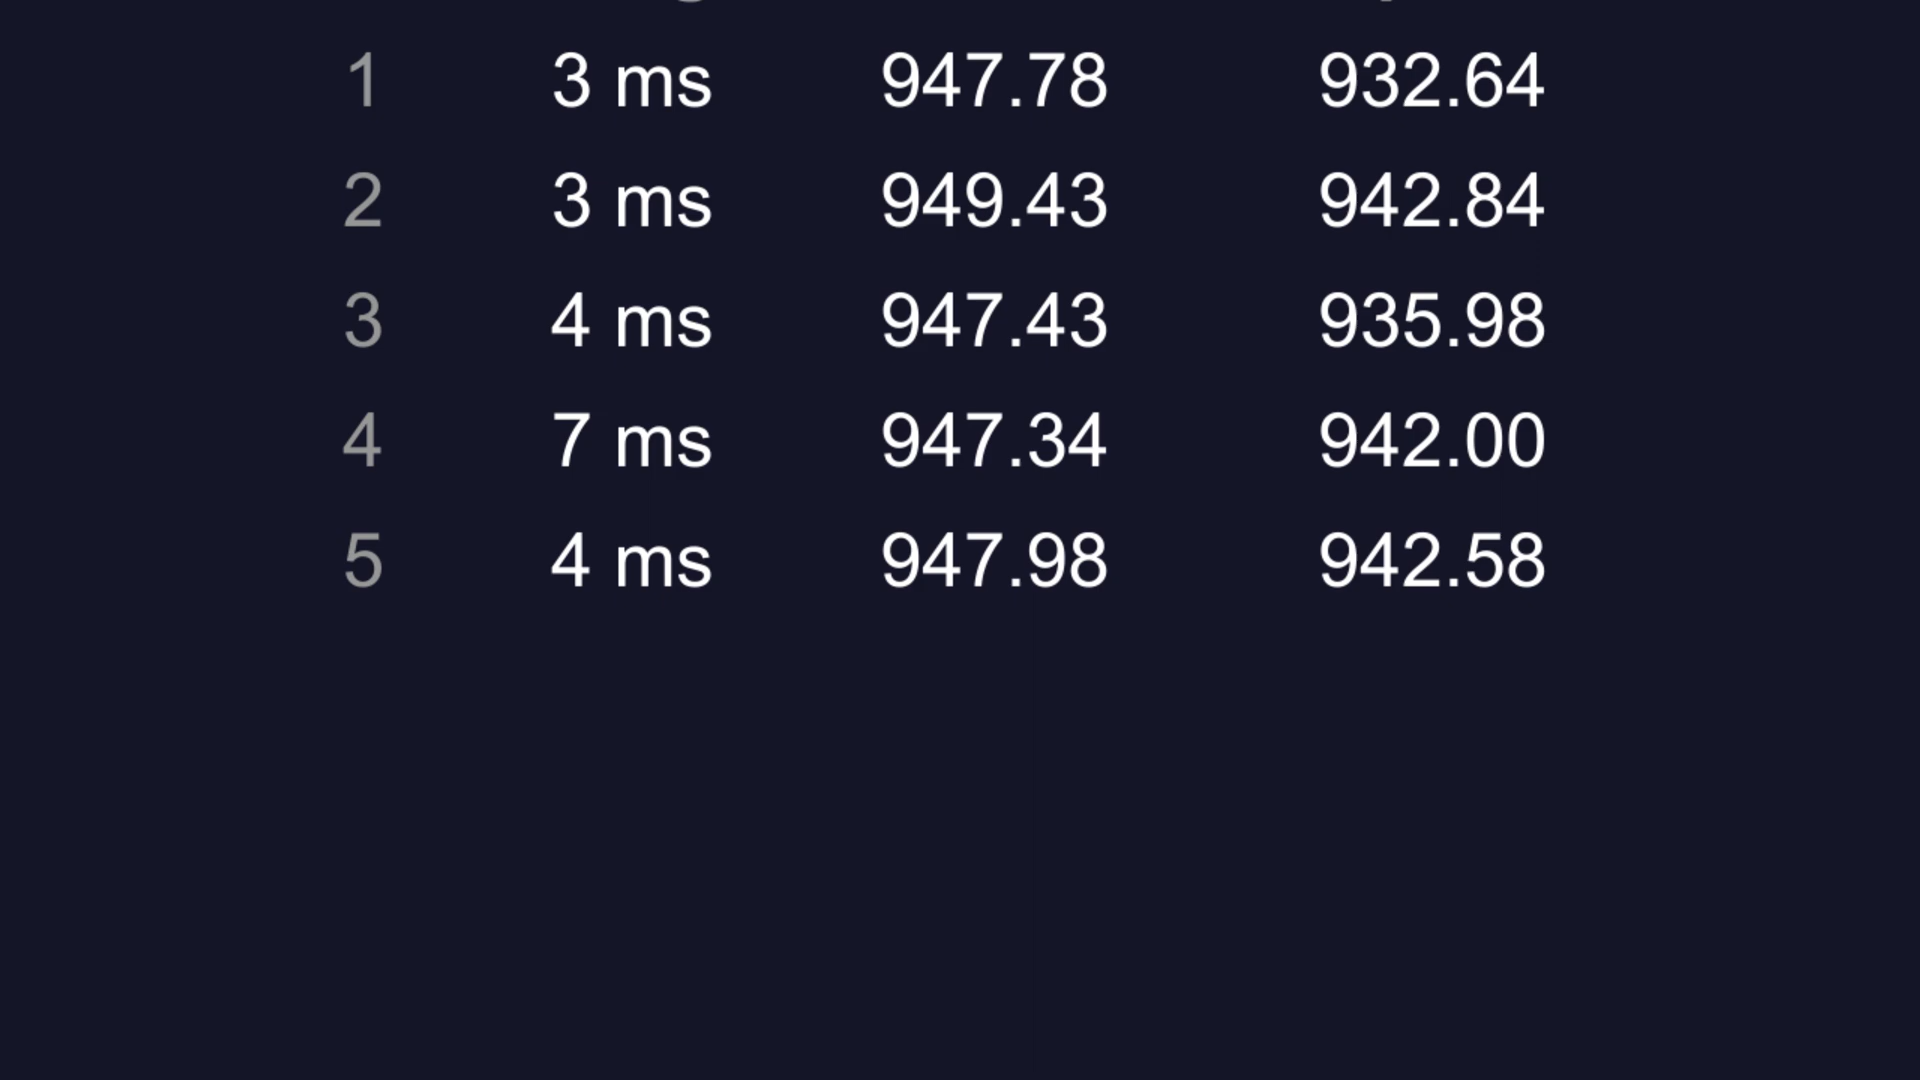 1 3 ms 947.78 932.64
2 3 ms 949.43 942.84
3 4 ms 947.43 935.98
4 7 ms 947.34 942.00
5 4 ms 947.98 942.58